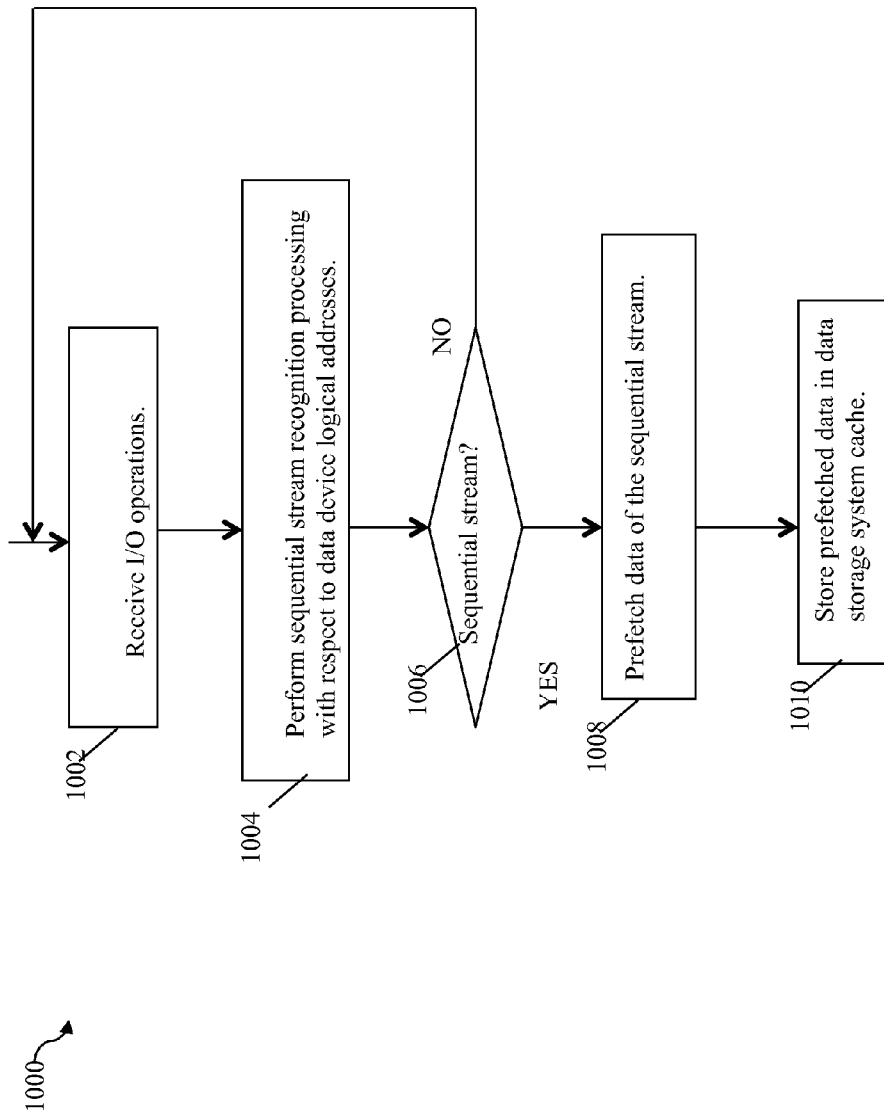 1000
1002
Receive I/O operations.
1004
Perform sequential stream recognition processing
with respect to data device logical addresses.
1006
Sequential stream?
NO
YES
1008
Prefetch data of the sequential stream.
1010
Store prefetched data in data
storage system cache.